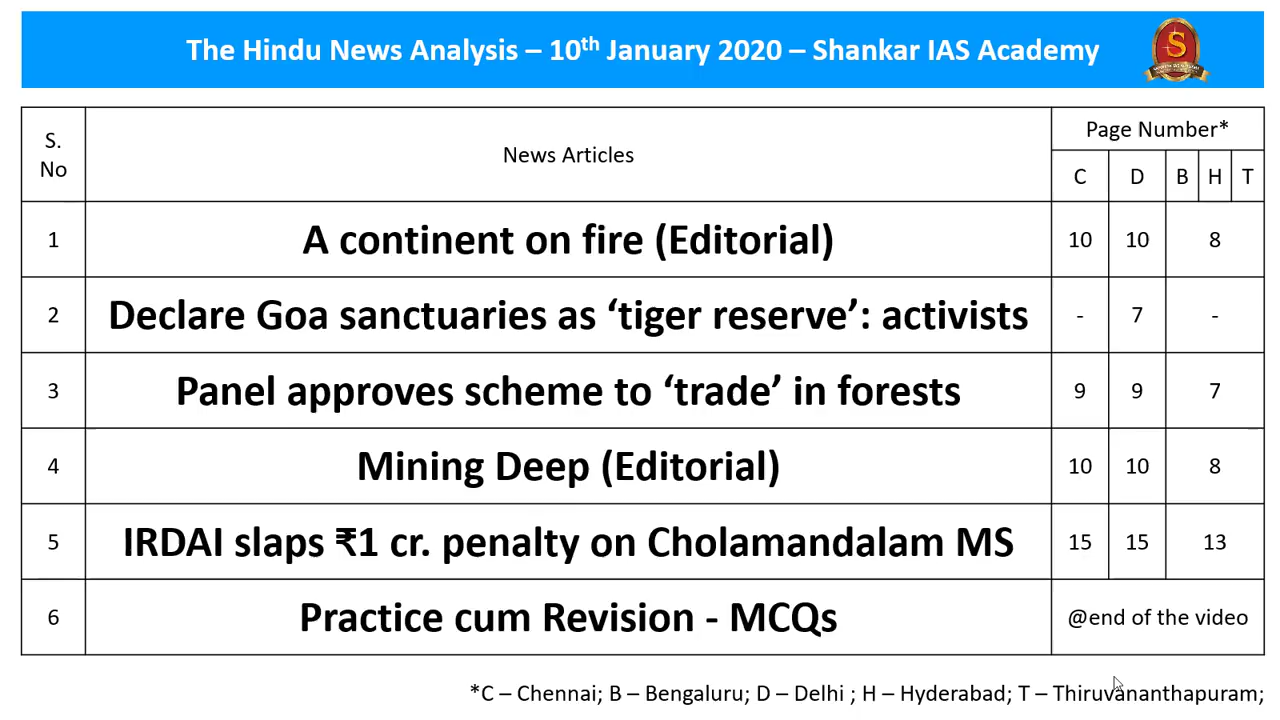 The Hindu News Analysis – 10th January 2020 – Shankar IAS Academy
S. No News Articles Page Number*
C D B H T
1 A continent on fire (Editorial) 10 10 8
2 Declare Goa sanctuaries as ‘tiger reserve’: activists - 7 -
3 Panel approves scheme to ‘trade’ in forests 9 9 7
4 Mining Deep (Editorial) 10 10 8
5 IRDAI slaps ₹1 cr. penalty on Cholamandalam MS 15 15 13
6 Practice cum Revision - MCQs @end of the video
*C – Chennai; B – Bengaluru; D – Delhi ; H – Hyderabad; T – Thiruvananthapuram;